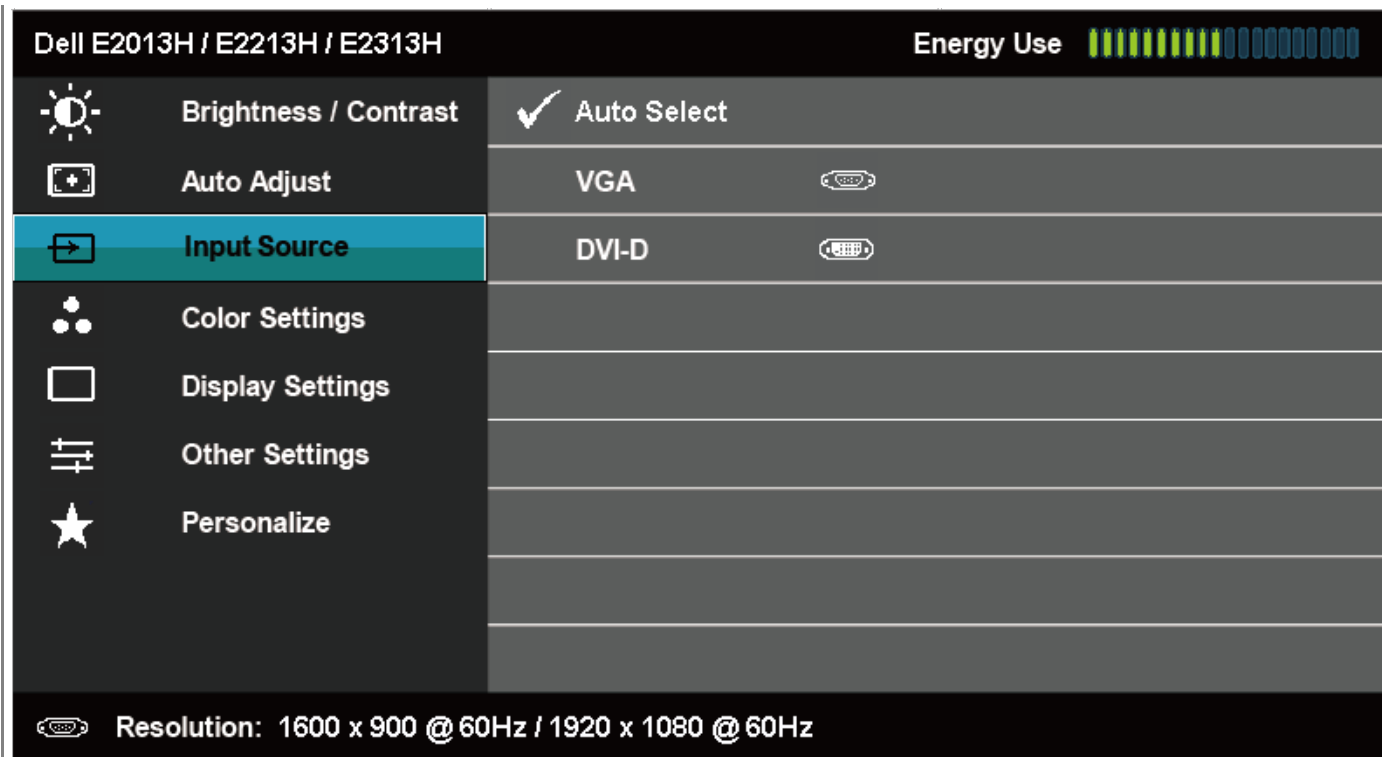 Dell E2013H / E2213H / E2313H
Energy Use
Brightness / Contrast
Auto Select
Auto Adjust
VGA
Input Source
DVI-D
Color Settings
Display Settings
Other Settings
Personalize
Resolution: 1600 x 900 @ 60Hz / 1920 x 1080 @ 60Hz